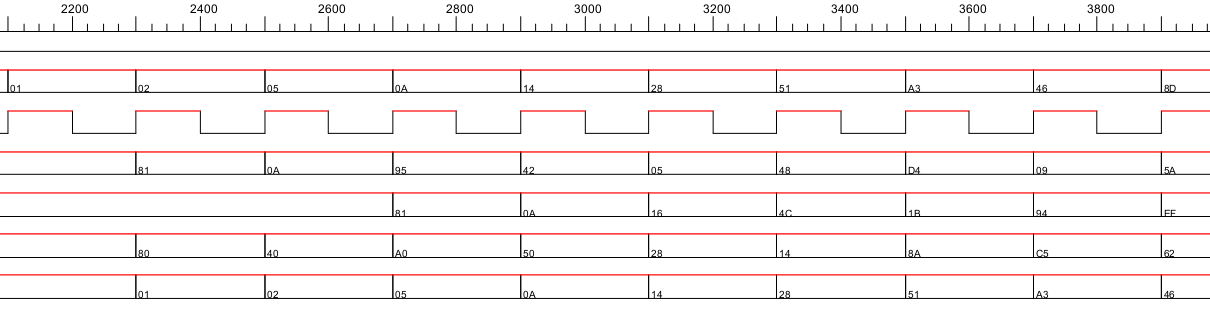 2200 2400 2600 2800 3000 3200 3400 3600 3800
01 02 05 0A 14 28 51 A3 46 8D
81 0A 95 42 05 48 D4 09 5A
81 0A 16 4C 1B 94
80 40 A0 50 28 14 8A C5 62
01 02 05 0A 14 28 51 A3 46